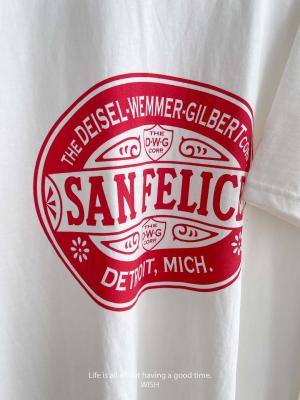 THE DEISEL-WEMMER-GILBERT COR
THE
D·W·G
CORP.
SANFELICE
THE
D·W·G
CORP.
DETROIT, MICH.
Life is all about having a good time.
WISH